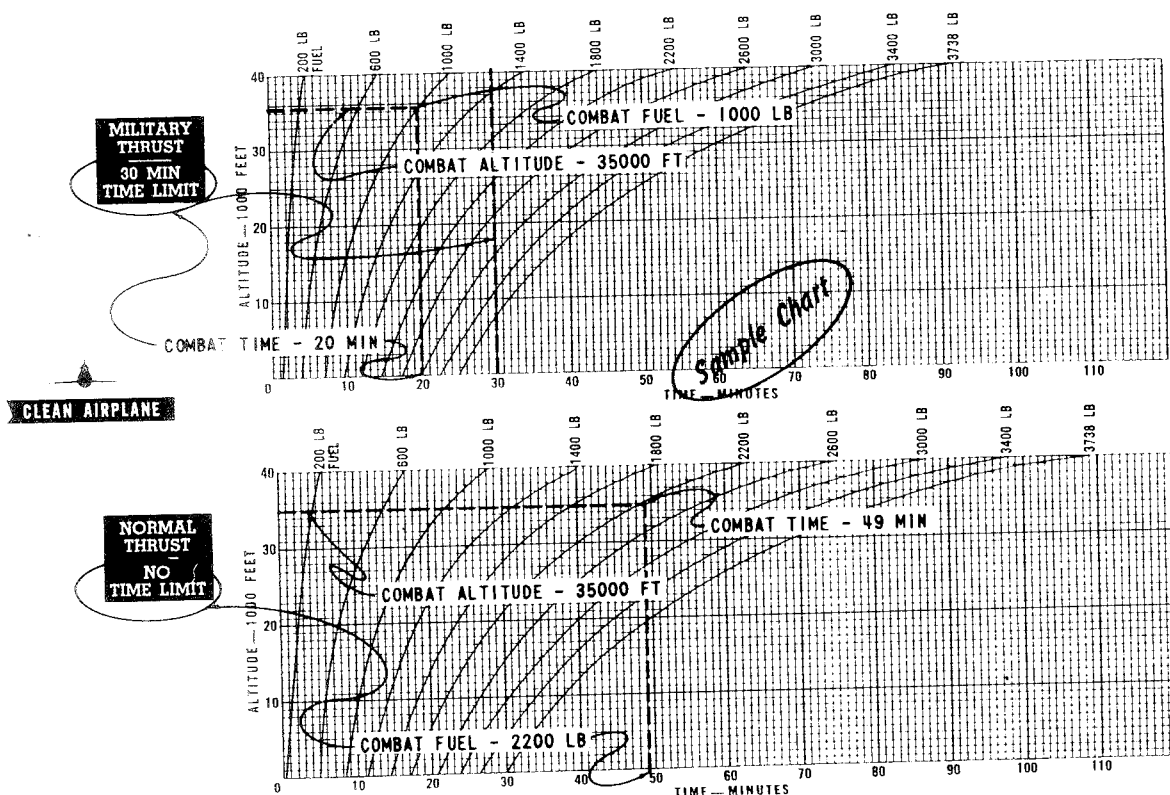 200 LB
FUEL
600 LB
1000 LB
1400 LB
1800 LB
2200 LB
2600 LB
3000 LB
3400 LB
3738 LB
MILITARY
THRUST
30 MIN
TIME LIMIT
ALTITUDE — 1000 FEET
40
30
20
10
0
COMBAT FUEL - 1000 LB
COMBAT ALTITUDE - 35000 FT
COMBAT TIME - 20 MIN
Sample Chart
0 10 20 30 40 50 60 70 80 90 100 110
TIME — MINUTES
CLEAN AIRPLANE
200 LB
FUEL
600 LB
1000 LB
1400 LB
1800 LB
2200 LB
2600 LB
3000 LB
3400 LB
3738 LB
NORMAL
THRUST
NO
TIME LIMIT
ALTITUDE — 1000 FEET
40
30
20
10
0
COMBAT TIME - 49 MIN
COMBAT ALTITUDE - 35000 FT
COMBAT FUEL - 2200 LB
0 10 20 30 40 50 60 70 80 90 100 110
TIME — MINUTES